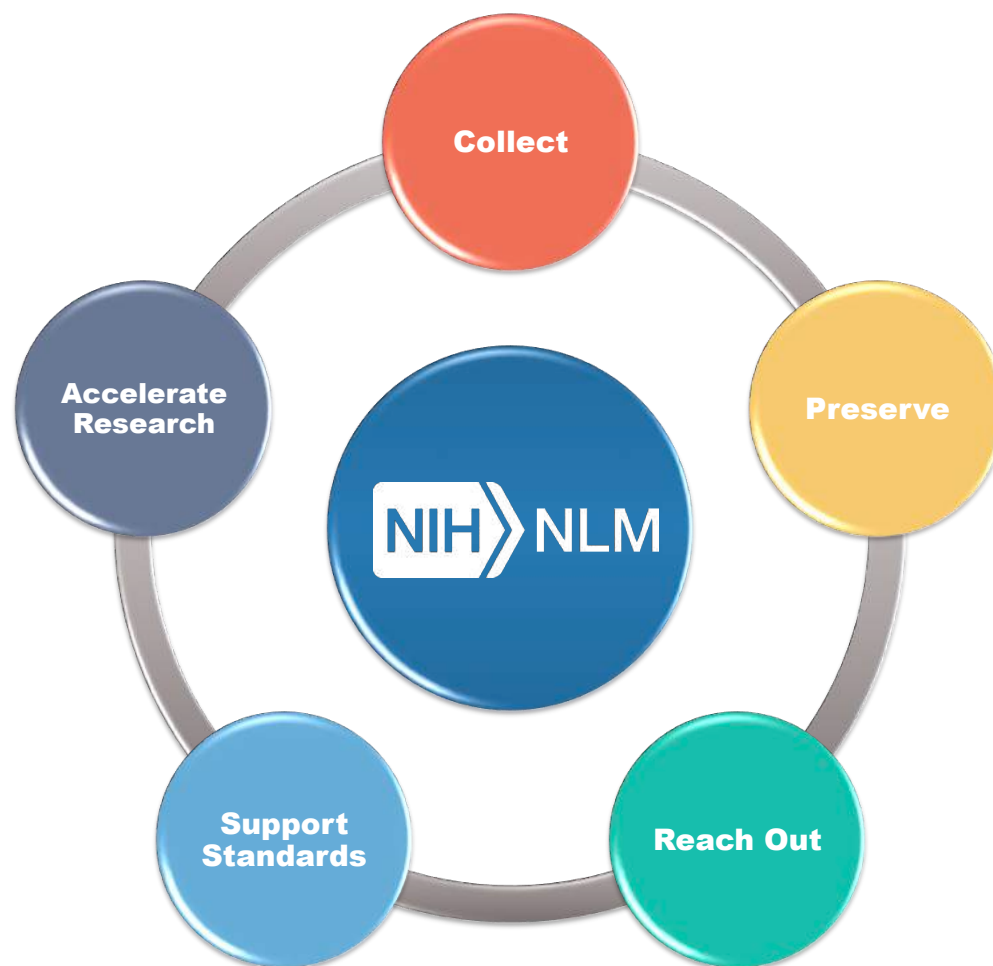 Collect
Preserve
Reach Out
Support
Standards
Accelerate
Research
NIH NLM